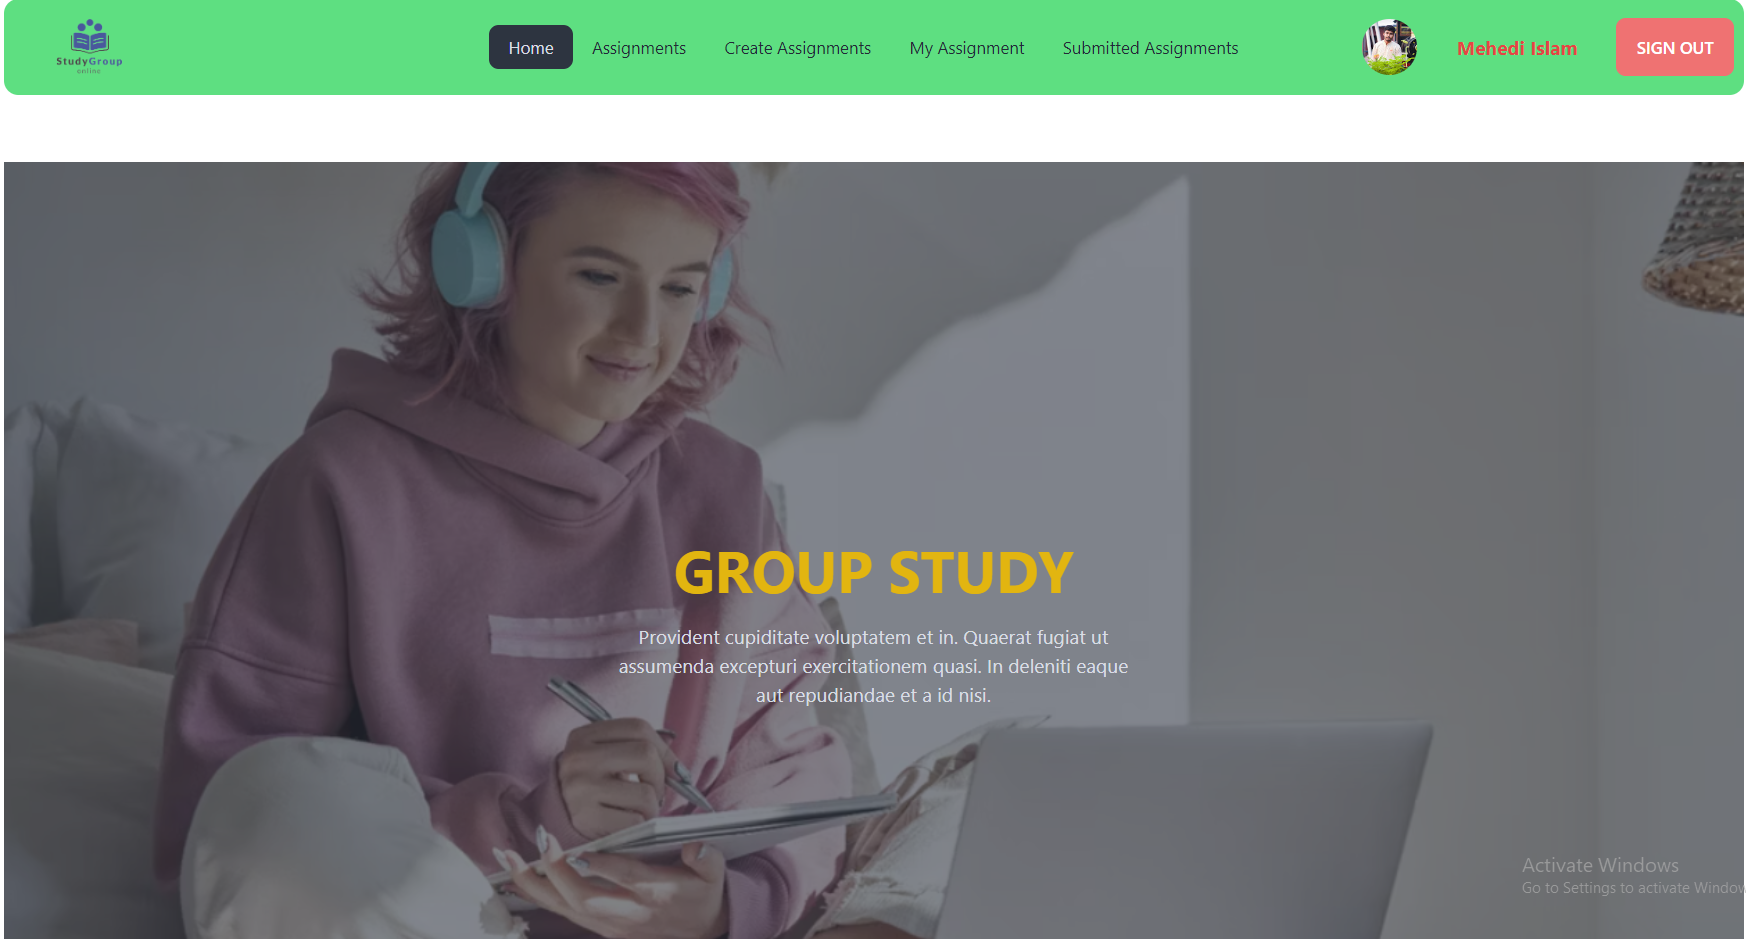 StudyGroup
online
Home
Assignments
Create Assignments
My Assignment
Submitted Assignments
Mehedi Islam
SIGN OUT
GROUP STUDY
Provident cupiditate voluptatem et in. Quaerat fugiat ut
assumenda excepturi exercitationem quasi. In deleniti eaque
aut repudiandae et a id nisi.
Activate Windows
Go to Settings to activate Window